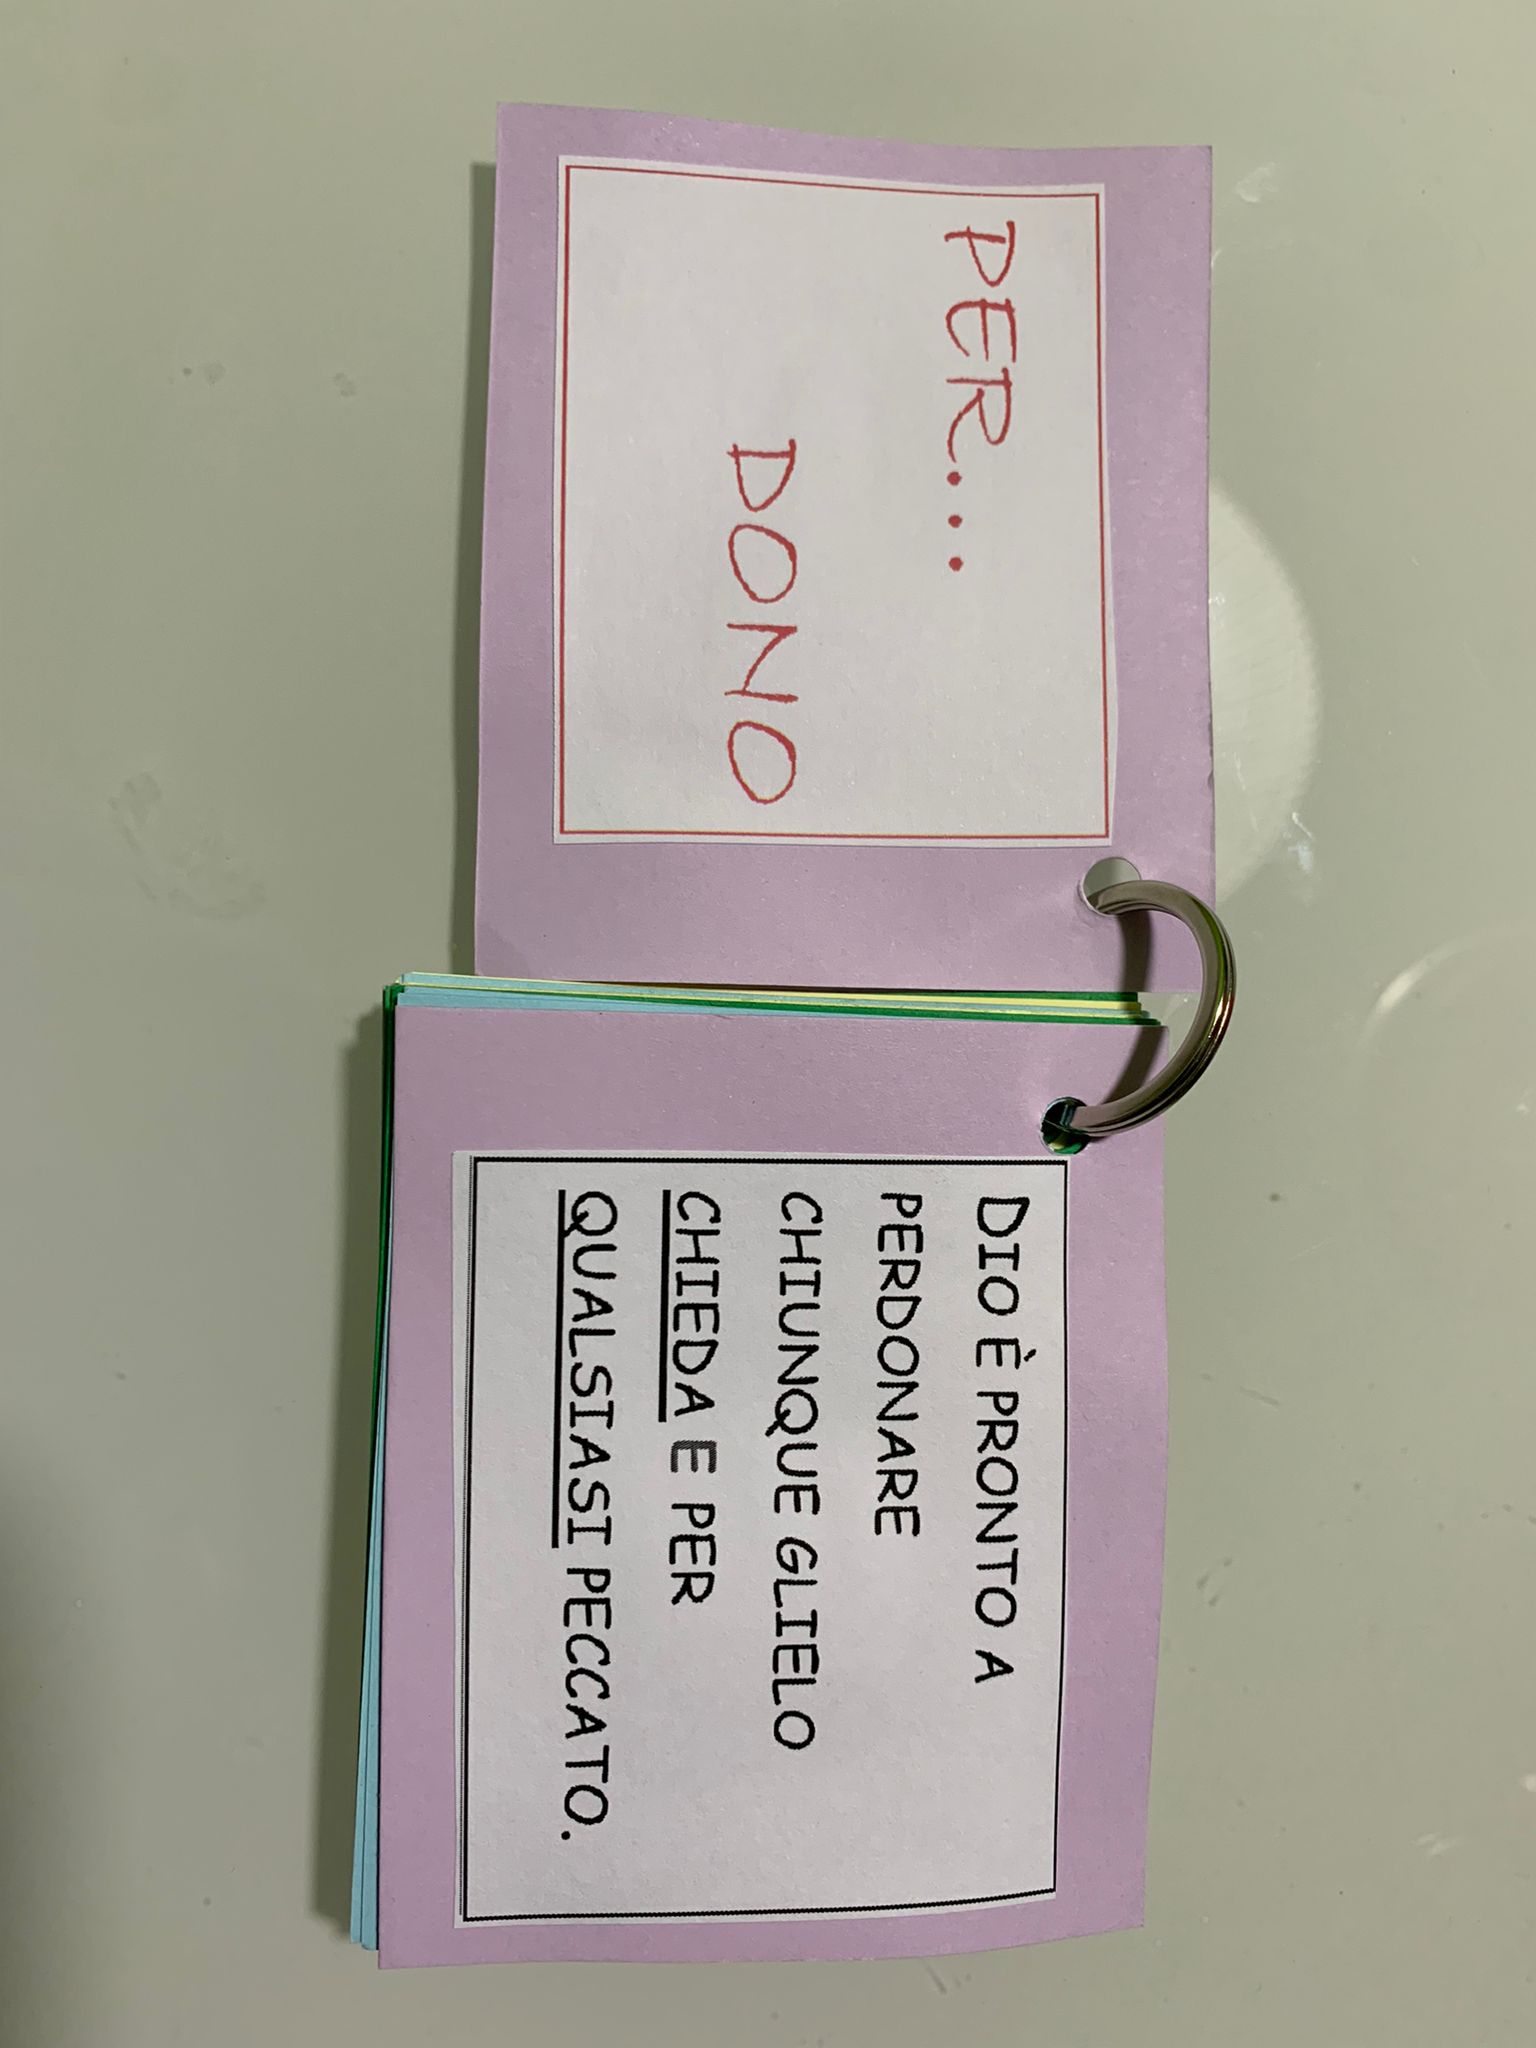 PER...
DONO
DIO È PRONTO A
PERDONARE
CHIUNQUE GLIELO
CHIEDA E PER
QUALSIASI PECCATO.